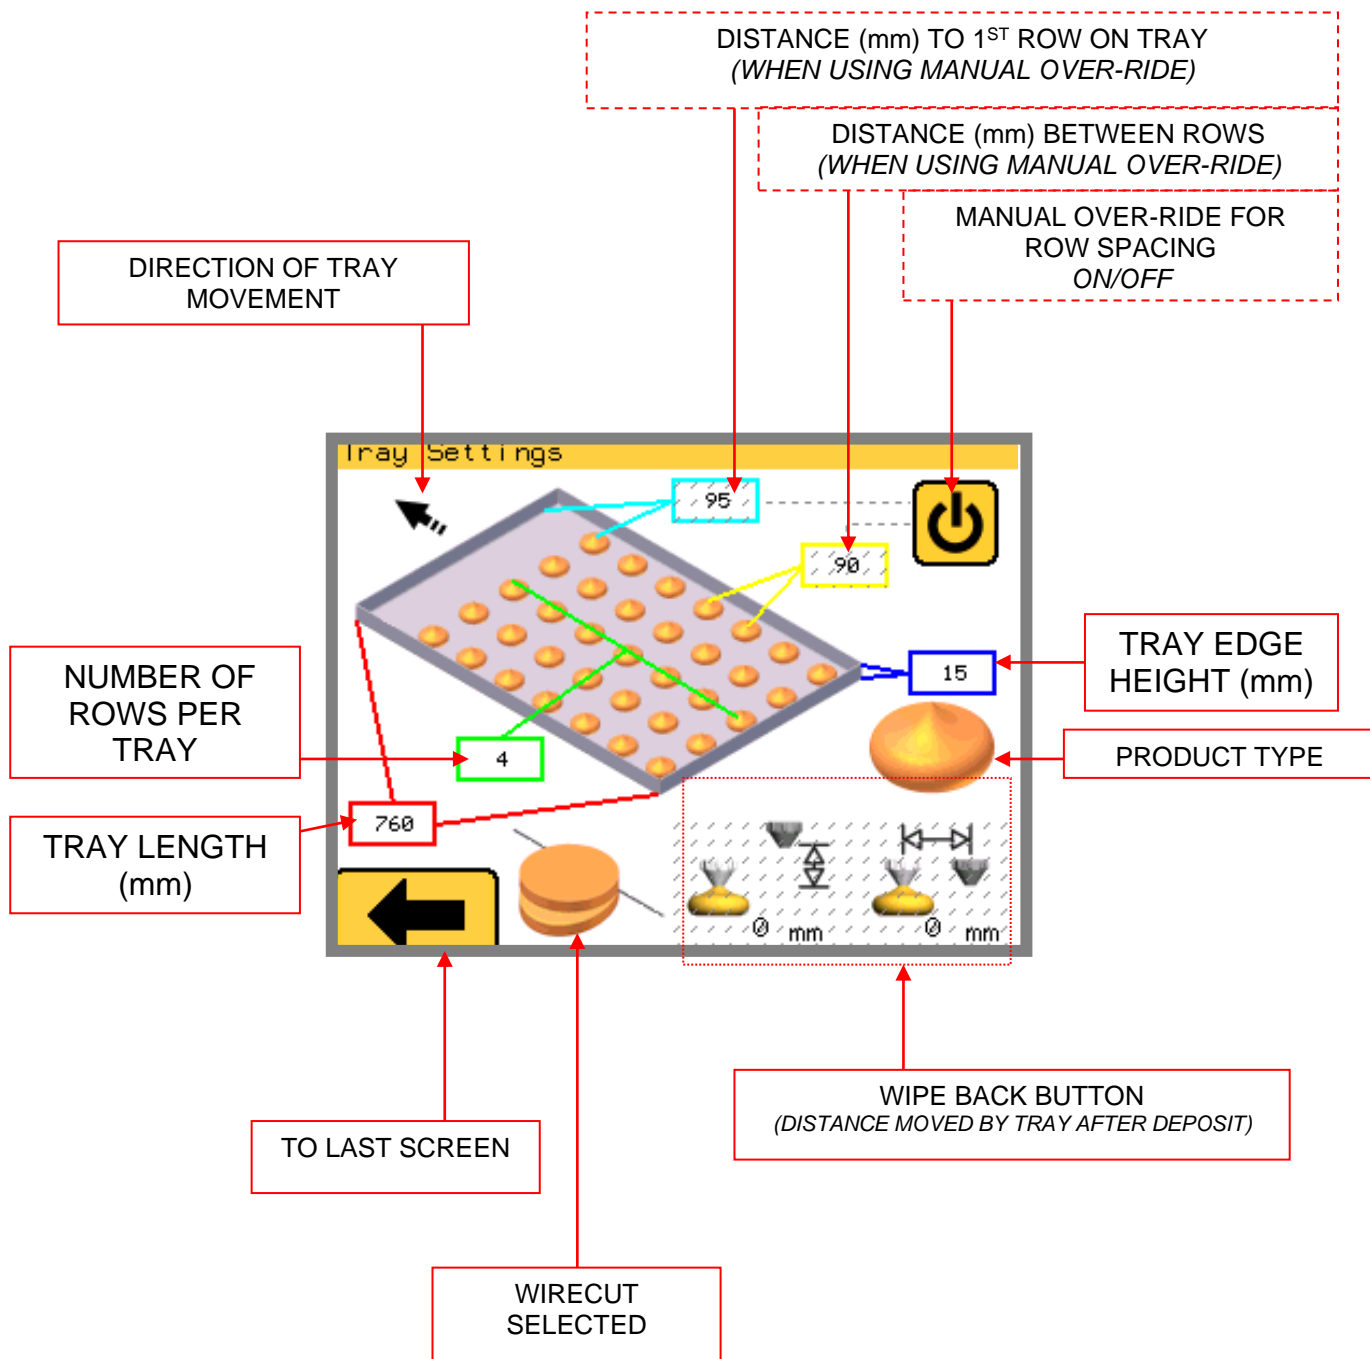 DISTANCE (mm) TO 1ST ROW ON TRAY
(WHEN USING MANUAL OVER-RIDE)
DISTANCE (mm) BETWEEN ROWS
(WHEN USING MANUAL OVER-RIDE)
MANUAL OVER-RIDE FOR
ROW SPACING
ON/OFF
DIRECTION OF TRAY
MOVEMENT
Tray Settings
95
90
15
TRAY EDGE
HEIGHT (mm)
NUMBER OF
ROWS PER
TRAY
4
PRODUCT TYPE
760
TRAY LENGTH
(mm)
0 mm
0 mm
WIPE BACK BUTTON
(DISTANCE MOVED BY TRAY AFTER DEPOSIT)
TO LAST SCREEN
WIRECUT
SELECTED